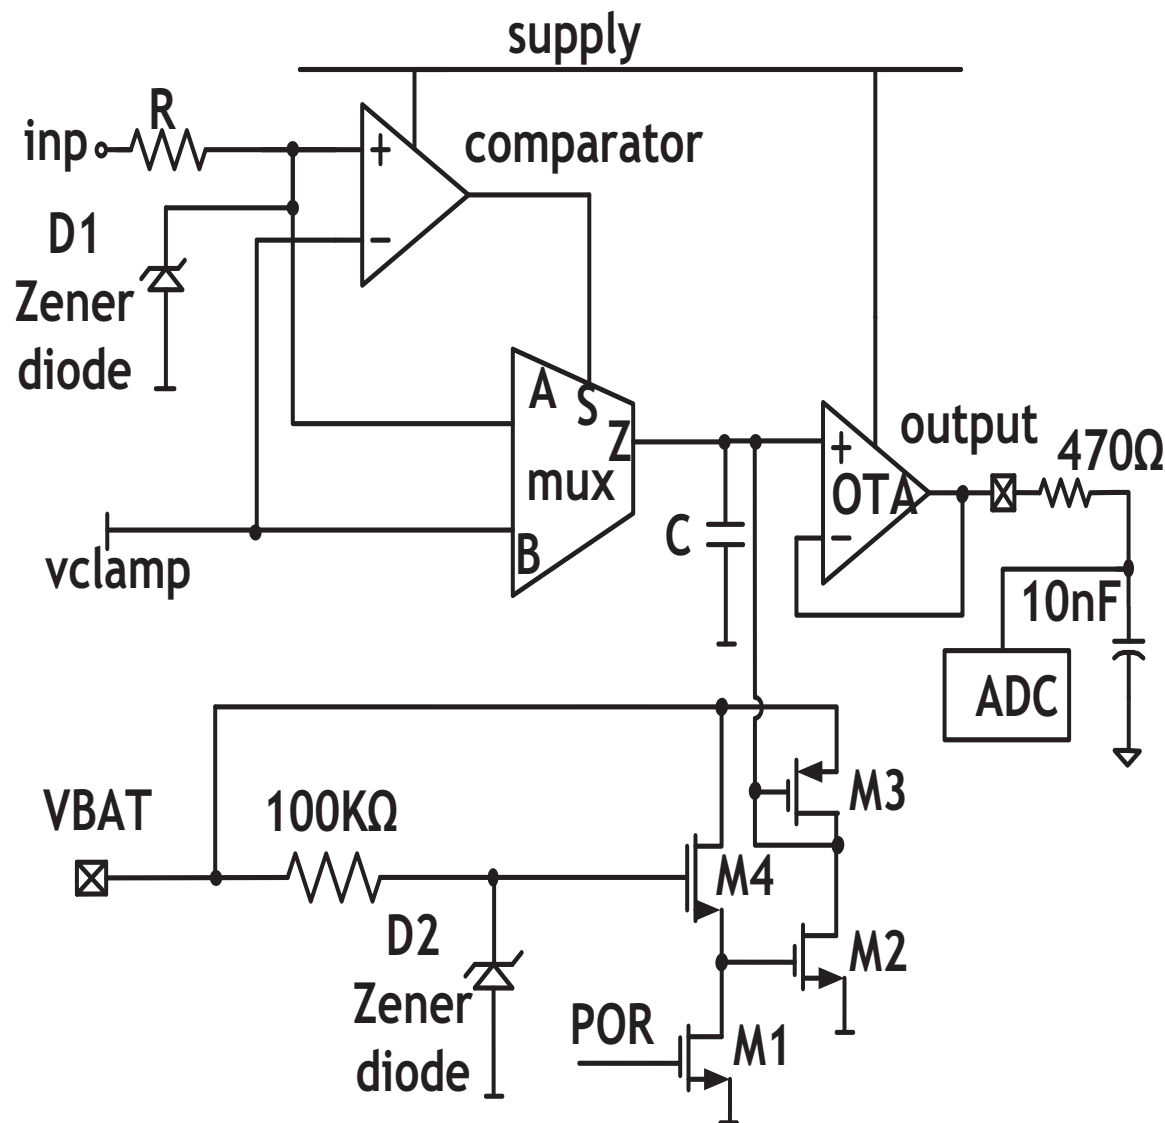 supply
R
inp
+
comparator
D1
−
Zener
diode
A
S
output
Z
+
470Ω
mux
OTA
C
B
−
vclamp
10nF
ADC
VBAT
100KΩ
M3
M4
D2
M2
Zener
diode
POR
M1